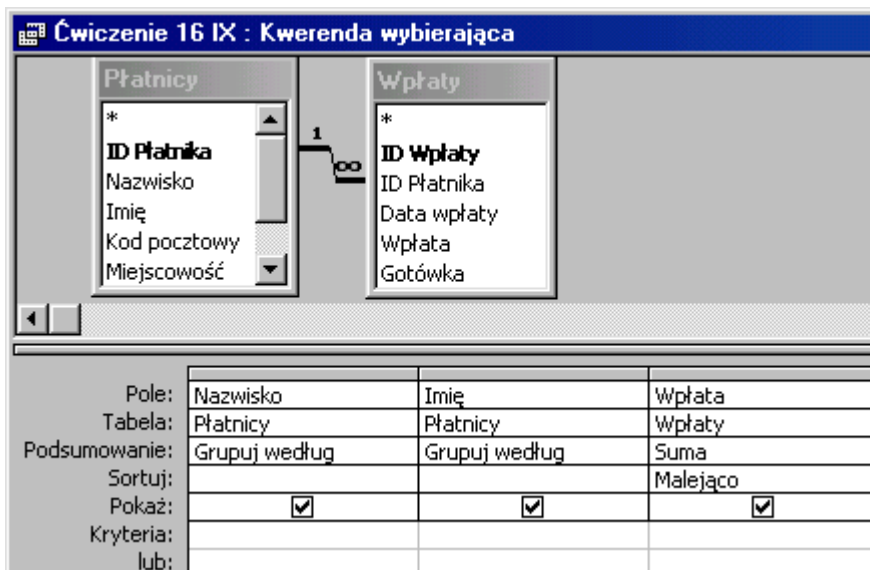 Ćwiczenie 16 IX : Kwerenda wybierająca
Płatnicy
*
ID Płatnika
Nazwisko
Imię
Kod pocztowy
Miejscowość
1
∞
Wpłaty
*
ID Wpłaty
ID Płatnika
Data wpłaty
Wpłata
Gotówka
Pole: Nazwisko Imię Wpłata
Tabela: Płatnicy Płatnicy Wpłaty
Podsumowanie: Grupuj według Grupuj według Suma
Sortuj: Malejąco
Pokaż:
Kryteria:
lub: